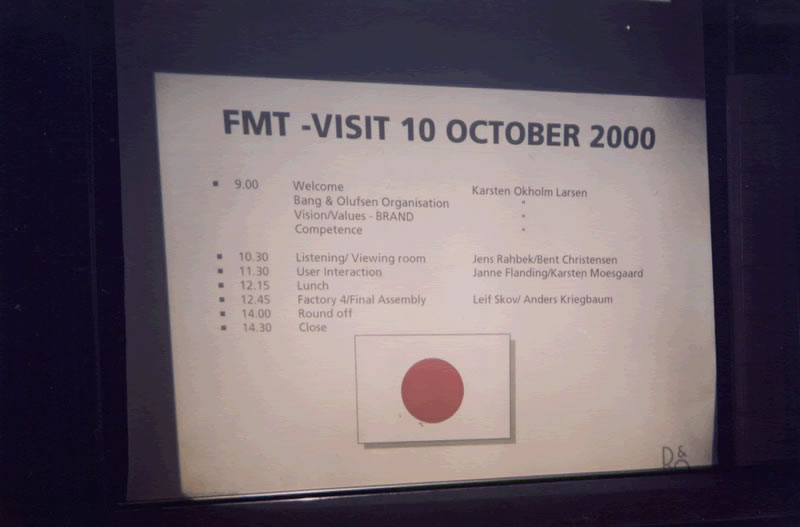 FMT -VISIT 10 OCTOBER 2000
▪ 9.00 Welcome Karsten Okholm Larsen
Bang & Olufsen Organisation "
Vision/Values - BRAND "
Competence "
▪ 10.30 Listening/ Viewing room Jens Rahbek/Bent Christensen
▪ 11.30 User Interaction Janne Flanding/Karsten Moesgaard
▪ 12.15 Lunch
▪ 12.45 Factory 4/Final Assembly Leif Skov/ Anders Kriegbaum
▪ 14.00 Round off
▪ 14.30 Close
B&O